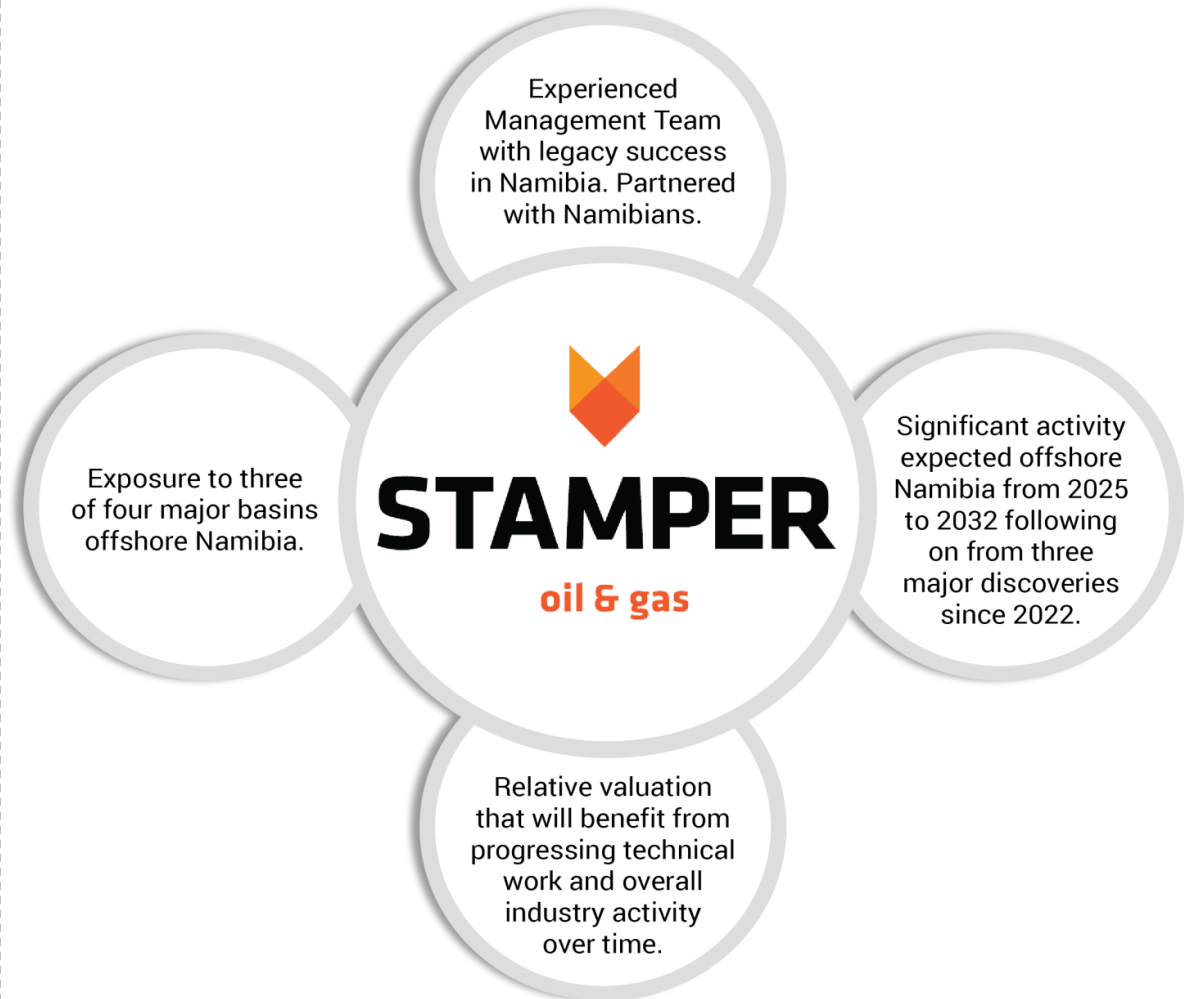 Experienced
Management Team
with legacy success
in Namibia. Partnered
with Namibians.
Exposure to three
of four major basins
offshore Namibia.
STAMPER
oil & gas
Significant activity
expected offshore
Namibia from 2025
to 2032 following
on from three
major discoveries
since 2022.
Relative valuation
that will benefit from
progressing technical
work and overall
industry activity
over time.